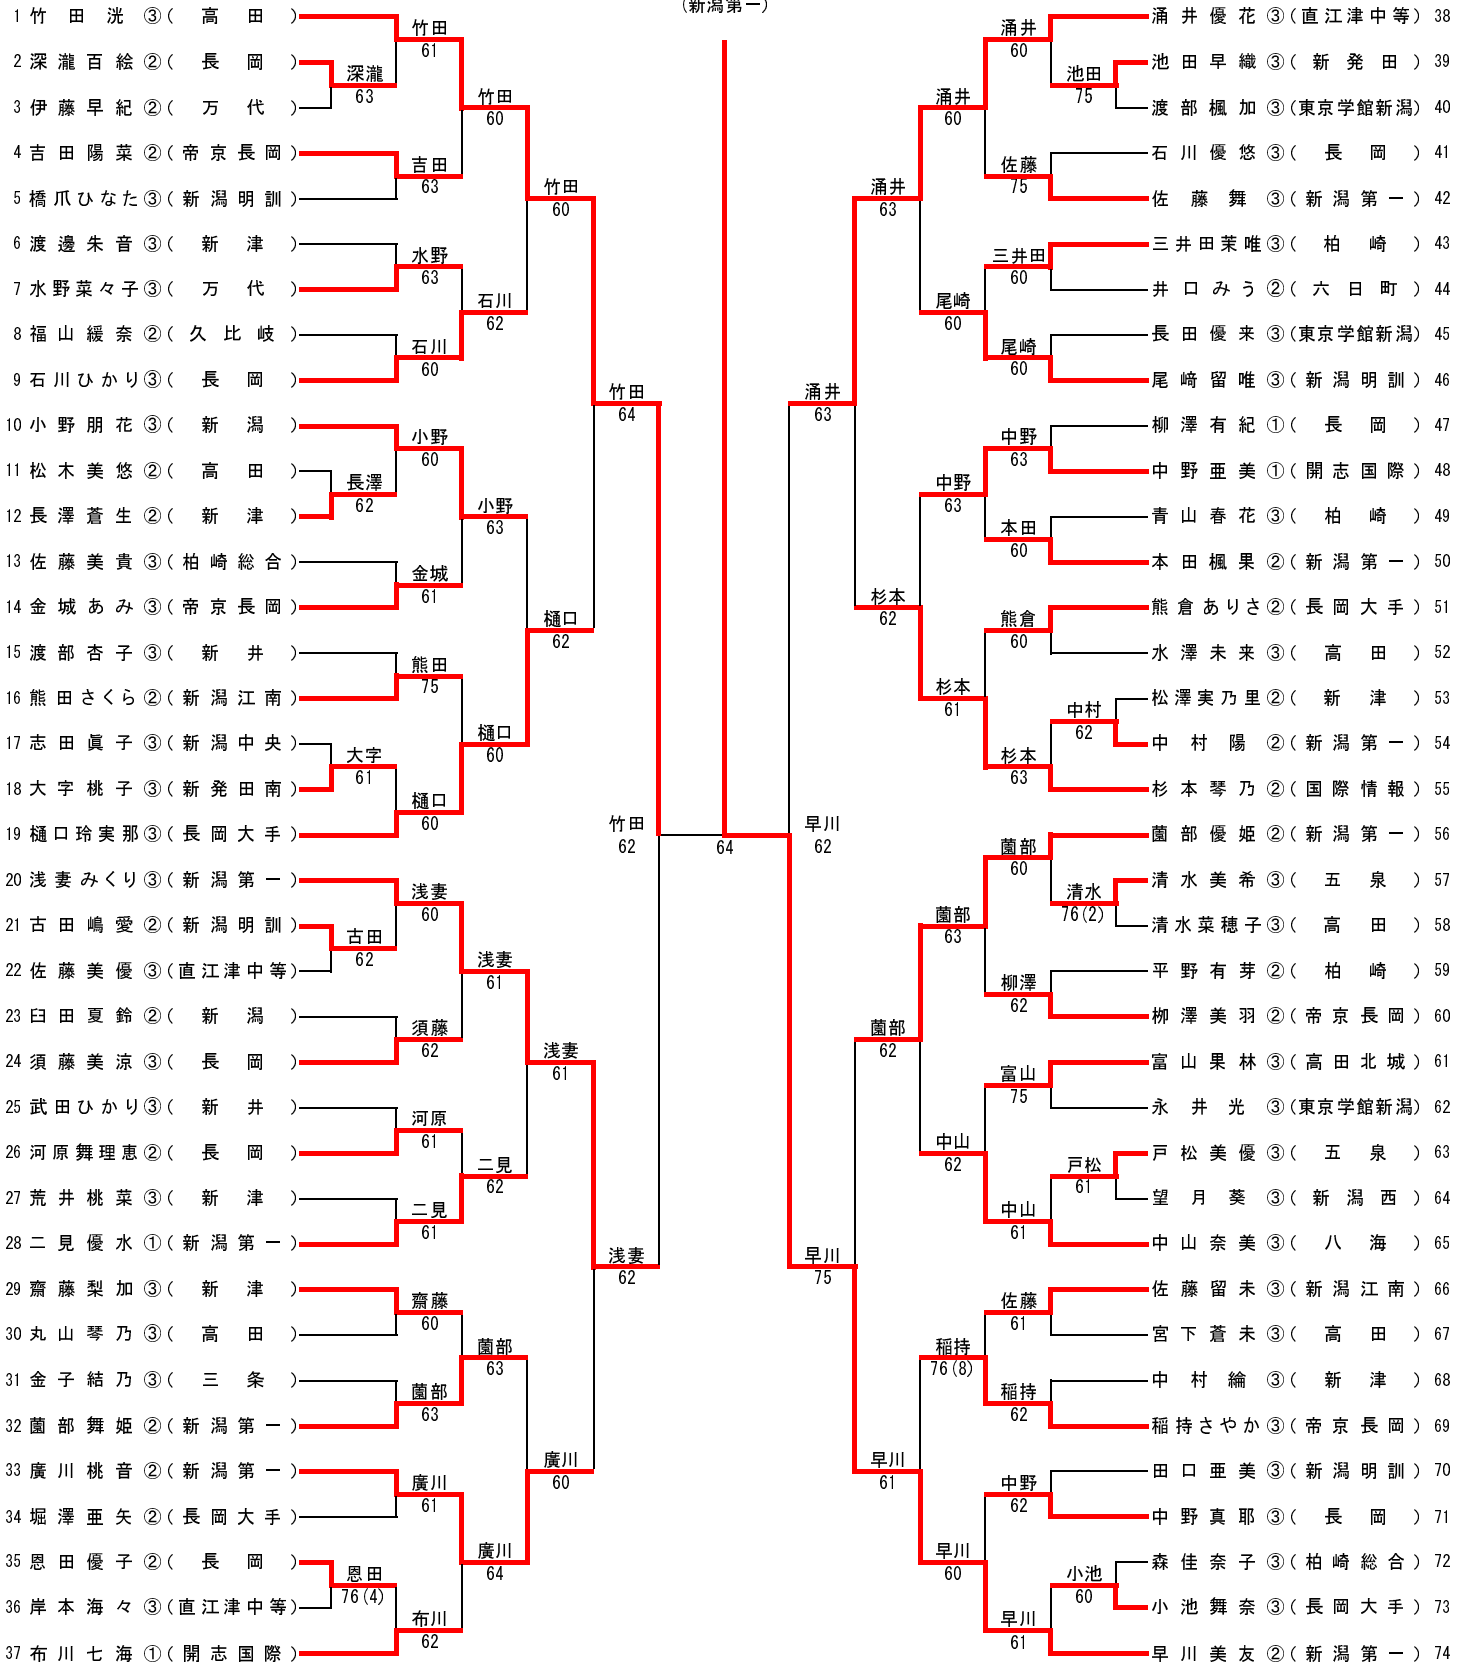 (新潟第一)
1 竹田洸 ③( 高田 )
2 深瀧百絵 ②( 長岡 )
3 伊藤早紀 ②( 万代 )
4 吉田陽菜 ②( 帝京長岡 )
5 橋爪ひなた ③( 新潟明訓 )
6 渡邊朱音 ③( 新津 )
7 水野菜々子 ③( 万代 )
8 福山緩奈 ②( 久比岐 )
9 石川ひかり ③( 長岡 )
10 小野朋花 ③( 新潟 )
11 松木美悠 ②( 高田 )
12 長澤蒼生 ②( 新津 )
13 佐藤美貴 ③( 柏崎総合 )
14 金城あみ ③( 帝京長岡 )
15 渡部杏子 ③( 新井 )
16 熊田さくら ②( 新潟江南 )
17 志田眞子 ③( 新潟中央 )
18 大字桃子 ③( 新発田南 )
19 樋口玲実那 ③( 長岡大手 )
20 浅妻みくり ③( 新潟第一 )
21 古田嶋愛 ②( 新潟明訓 )
22 佐藤美優 ③(直江津中等)
23 臼田夏鈴 ②( 新潟 )
24 須藤美涼 ③( 長岡 )
25 武田ひかり ③( 新井 )
26 河原舞理恵 ②( 長岡 )
27 荒井桃菜 ③( 新津 )
28 二見優水 ①( 新潟第一 )
29 齋藤梨加 ③( 新津 )
30 丸山琴乃 ③( 高田 )
31 金子結乃 ③( 三条 )
32 薗部舞姫 ②( 新潟第一 )
33 廣川桃音 ②( 新潟第一 )
34 堀澤亜矢 ②( 長岡大手 )
35 恩田優子 ②( 長岡 )
36 岸本海々 ③(直江津中等)
37 布川七海 ①( 開志国際 )
深瀧
63
長澤
62
大字
61
古田
62
恩田
76(4)
竹田
61
吉田
63
水野
63
石川
60
小野
60
金城
61
熊田
75
樋口
60
浅妻
60
須藤
62
河原
61
二見
61
齋藤
60
薗部
63
廣川
61
布川
62
竹田
60
石川
62
小野
63
樋口
60
浅妻
61
二見
62
薗部
63
廣川
64
竹田
60
樋口
62
浅妻
61
廣川
60
竹田
64
浅妻
62
竹田
62
64
早川
62
涌井
63
早川
75
涌井
63
杉本
62
薗部
62
早川
61
涌井
60
尾崎
60
中野
63
杉本
61
薗部
63
中山
62
稲持
76(8)
早川
60
涌井
60
佐藤
75
三井田
60
尾崎
60
中野
63
本田
60
熊倉
60
杉本
63
薗部
60
柳澤
62
富山
75
中山
61
佐藤
61
稲持
62
中野
62
早川
61
池田
75
中村
62
清水
76(2)
戸松
61
小池
60
涌井優花 ③(直江津中等) 38
池田早織 ③( 新発田 ) 39
渡部楓加 ③(東京学館新潟) 40
石川優悠 ③( 長岡 ) 41
佐藤舞 ③( 新潟第一 ) 42
三井田茉唯 ③( 柏崎 ) 43
井口みう ②( 六日町 ) 44
長田優来 ③(東京学館新潟) 45
尾﨑留唯 ③( 新潟明訓 ) 46
柳澤有紀 ①( 長岡 ) 47
中野亜美 ①( 開志国際 ) 48
青山春花 ③( 柏崎 ) 49
本田楓果 ②( 新潟第一 ) 50
熊倉ありさ ②( 長岡大手 ) 51
水澤未来 ③( 高田 ) 52
松澤実乃里 ②( 新津 ) 53
中村陽 ②( 新潟第一 ) 54
杉本琴乃 ②( 国際情報 ) 55
薗部優姫 ②( 新潟第一 ) 56
清水美希 ③( 五泉 ) 57
清水菜穂子 ③( 高田 ) 58
平野有芽 ②( 柏崎 ) 59
栁澤美羽 ②( 帝京長岡 ) 60
富山果林 ③( 高田北城 ) 61
永井光 ③(東京学館新潟) 62
戸松美優 ③( 五泉 ) 63
望月葵 ③( 新潟西 ) 64
中山奈美 ③( 八海 ) 65
佐藤留未 ③( 新潟江南 ) 66
宮下蒼未 ③( 高田 ) 67
中村綸 ③( 新津 ) 68
稲持さやか ③( 帝京長岡 ) 69
田口亜美 ③( 新潟明訓 ) 70
中野真耶 ③( 長岡 ) 71
森佳奈子 ③( 柏崎総合 ) 72
小池舞奈 ③( 長岡大手 ) 73
早川美友 ②( 新潟第一 ) 74